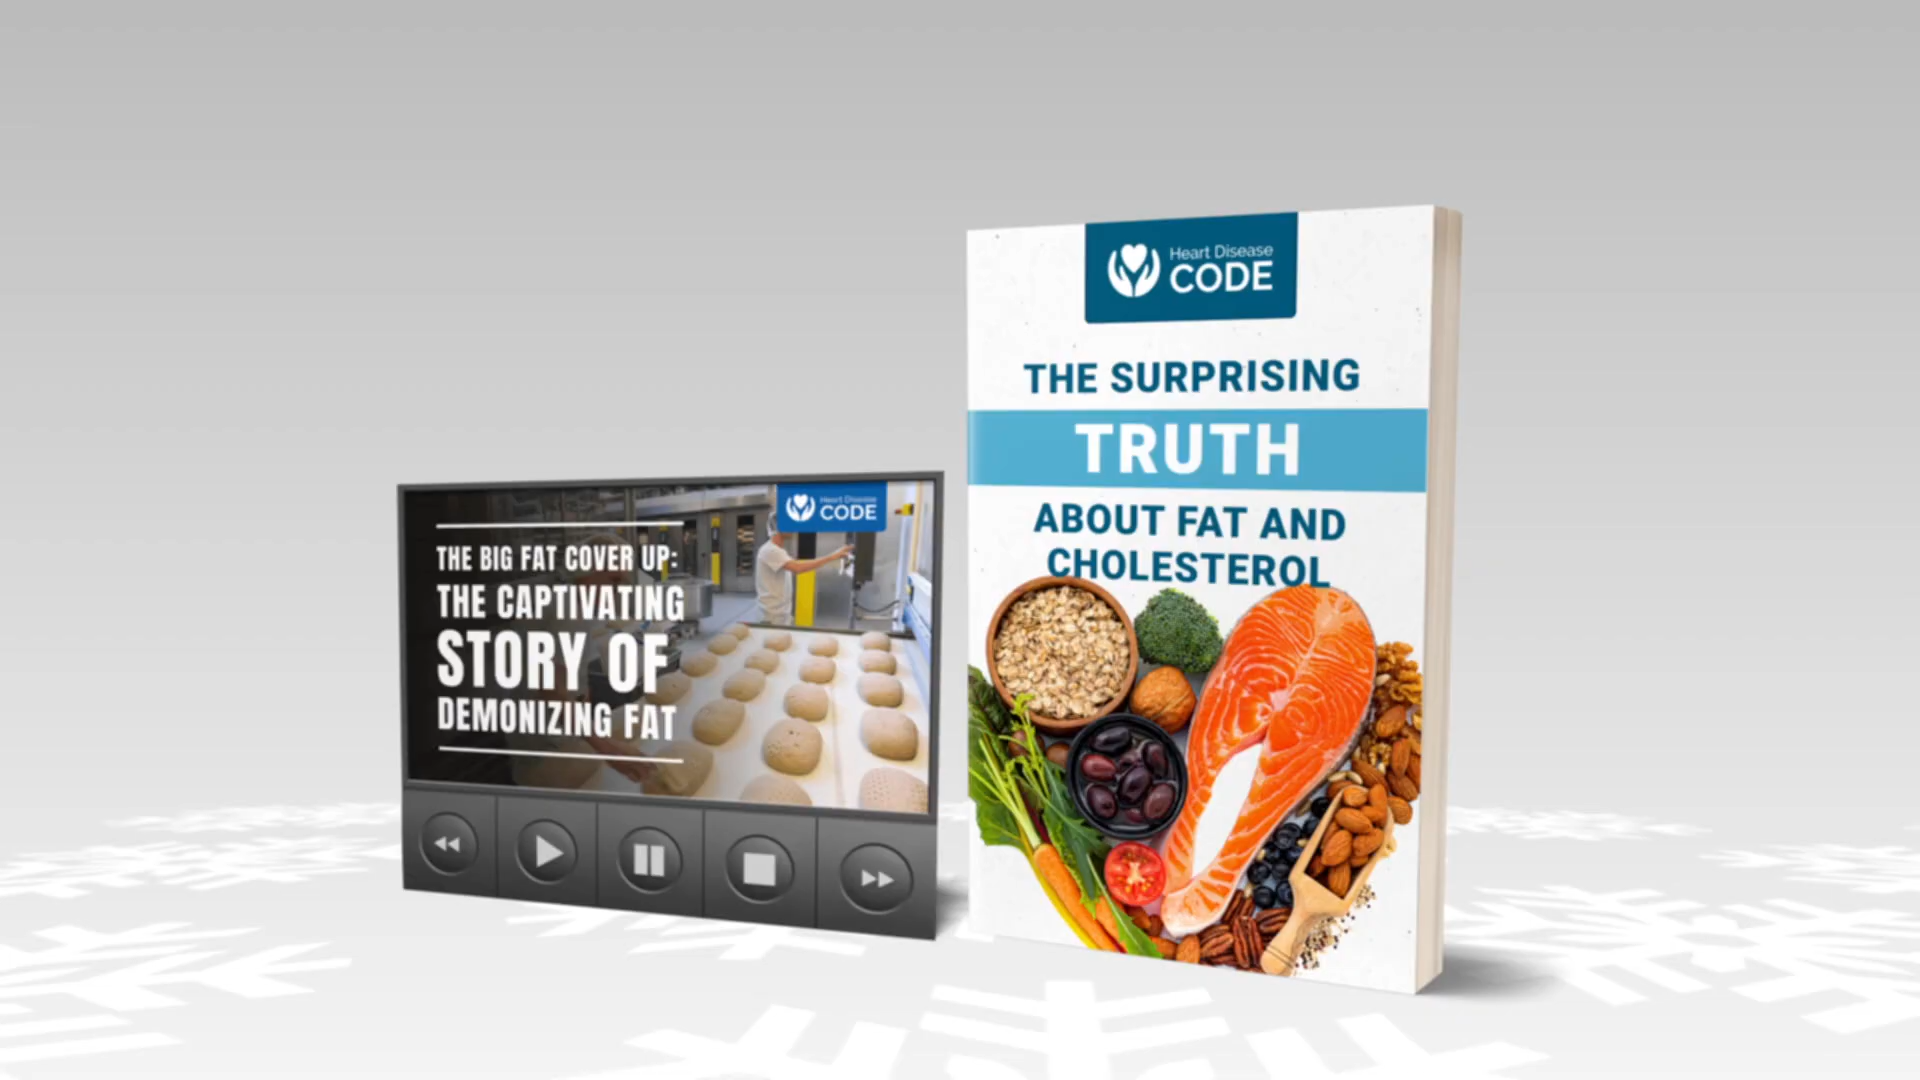 Heart Disease
CODE
THE BIG FAT COVER UP:
THE CAPTIVATING
STORY OF
DEMONIZING FAT
Heart Disease
CODE
THE SURPRISING
TRUTH
ABOUT FAT AND
CHOLESTEROL